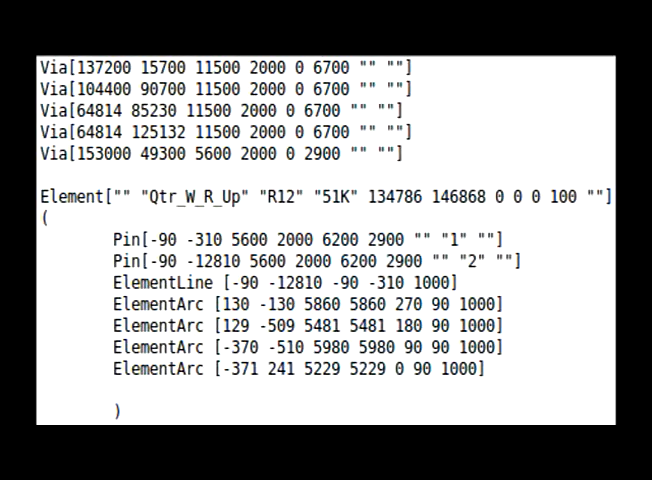 Via[137200 15700 11500 2000 0 6700 "" ""]
Via[104400 90700 11500 2000 0 6700 "" ""]
Via[64814 85230 11500 2000 0 6700 "" ""]
Via[64814 125132 11500 2000 0 6700 "" ""]
Via[153000 49300 5600 2000 0 2900 "" ""]
Element["" "Qtr_W_R_Up" "R12" "51K" 134786 146868 0 0 0 100 ""]
(
Pin[-90 -310 5600 2000 6200 2900 "" "1" ""]
Pin[-90 -12810 5600 2000 6200 2900 "" "2" ""]
ElementLine [-90 -12810 -90 -310 1000]
ElementArc [130 -130 5860 5860 270 90 1000]
ElementArc [129 -509 5481 5481 180 90 1000]
ElementArc [-370 -510 5980 5980 90 90 1000]
ElementArc [-371 241 5229 5229 0 90 1000]
)